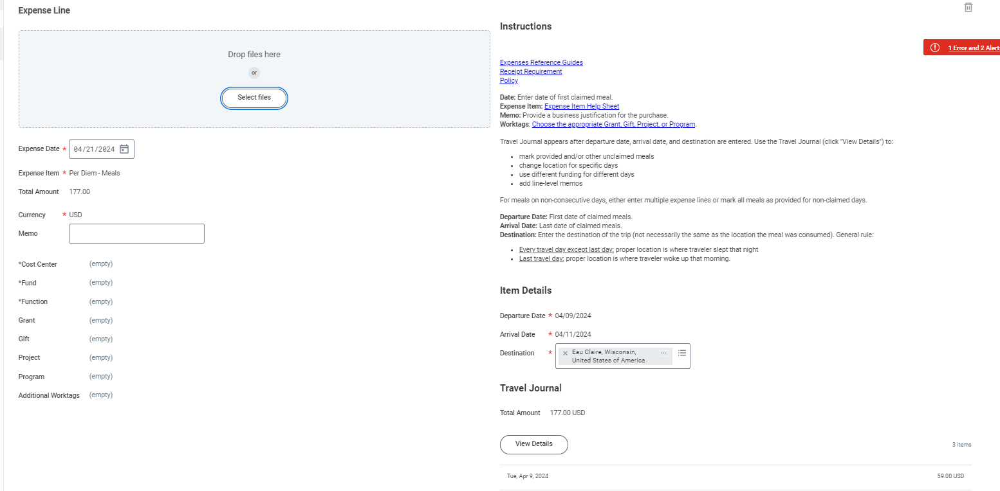 Expense Line
Drop files here
or
Select files
Expense Date * 04/21/2024
Expense Item * Per Diem - Meals
Total Amount 177.00
Currency * USD
Memo
*Cost Center (empty)
*Fund (empty)
*Function (empty)
Grant (empty)
Gift (empty)
Project (empty)
Program (empty)
Additional Worktags (empty)
Instructions
1 Error and 2 Alert
Expenses Reference Guides
Receipt Requirement
Policy
Date: Enter date of first claimed meal.
Expense Item: Expense Item Help Sheet
Memo: Provide a business justification for the purchase.
Worktags: Choose the appropriate Grant, Gift, Project, or Program.
Travel Journal appears after departure date, arrival date, and destination are entered. Use the Travel Journal (click "View Details") to:
• mark provided and/or other unclaimed meals
• change location for specific days
• use different funding for different days
• add line-level memos
For meals on non-consecutive days, either enter multiple expense lines or mark all meals as provided for non-claimed days.
Departure Date: First date of claimed meals.
Arrival Date: Last date of claimed meals.
Destination: Enter the destination of the trip (not necessarily the same as the location the meal was consumed). General rule:
• Every travel day except last day: proper location is where traveler slept that night
• Last travel day: proper location is where traveler woke up that morning.
Item Details
Departure Date * 04/09/2024
Arrival Date * 04/11/2024
Destination * × Eau Claire, Wisconsin, ...
United States of America
Travel Journal
Total Amount 177.00 USD
View Details
3 items
Tue, Apr 9, 2024 59.00 USD